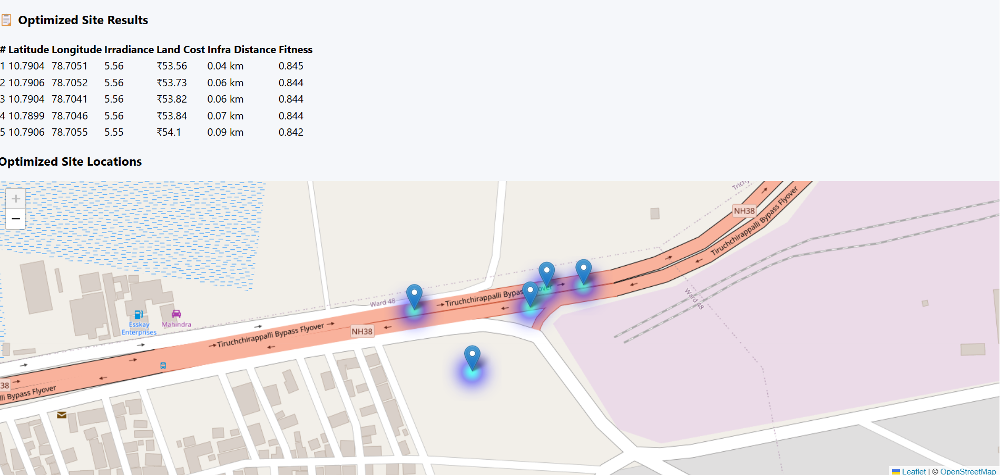 📋 Optimized Site Results
# Latitude Longitude Irradiance Land Cost Infra Distance Fitness
1 10.7904 78.7051 5.56 ₹53.56 0.04 km 0.845
2 10.7906 78.7052 5.56 ₹53.73 0.06 km 0.844
3 10.7904 78.7041 5.56 ₹53.82 0.06 km 0.844
4 10.7899 78.7046 5.56 ₹53.84 0.07 km 0.844
5 10.7906 78.7055 5.55 ₹54.1 0.09 km 0.842
Optimized Site Locations
+
−
Trichy
NH38
Tiruchchirappalli Bypass Flyover
Ward 48
Tiruchchirappalli Bypass Flyover
Ward 48
Esskay
Enterprises
Mahindra
Tiruchchirappalli Bypass Flyover
NH38
38
lli Bypass Flyover
Leaflet | © OpenStreetMap